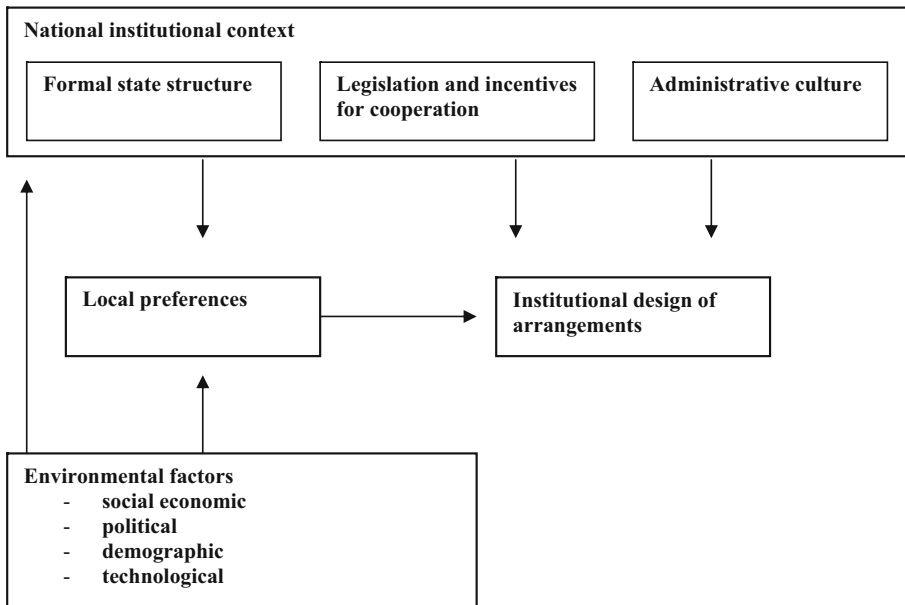 National institutional context
Formal state structure
Legislation and incentives
for cooperation
Administrative culture
Local preferences
Institutional design of
arrangements
Environmental factors
- social economic
- political
- demographic
- technological